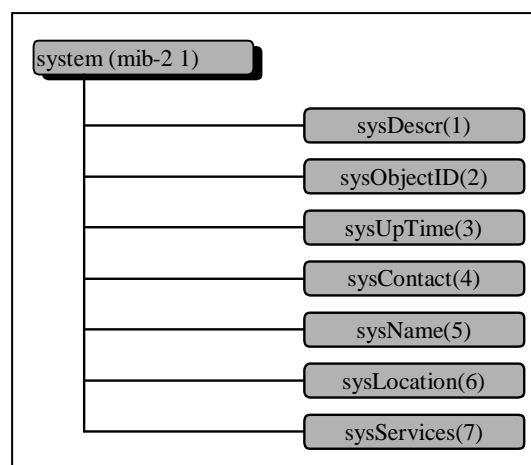 system (mib-2 1)
sysDescr(1)
sysObjectID(2)
sysUpTime(3)
sysContact(4)
sysName(5)
sysLocation(6)
sysServices(7)